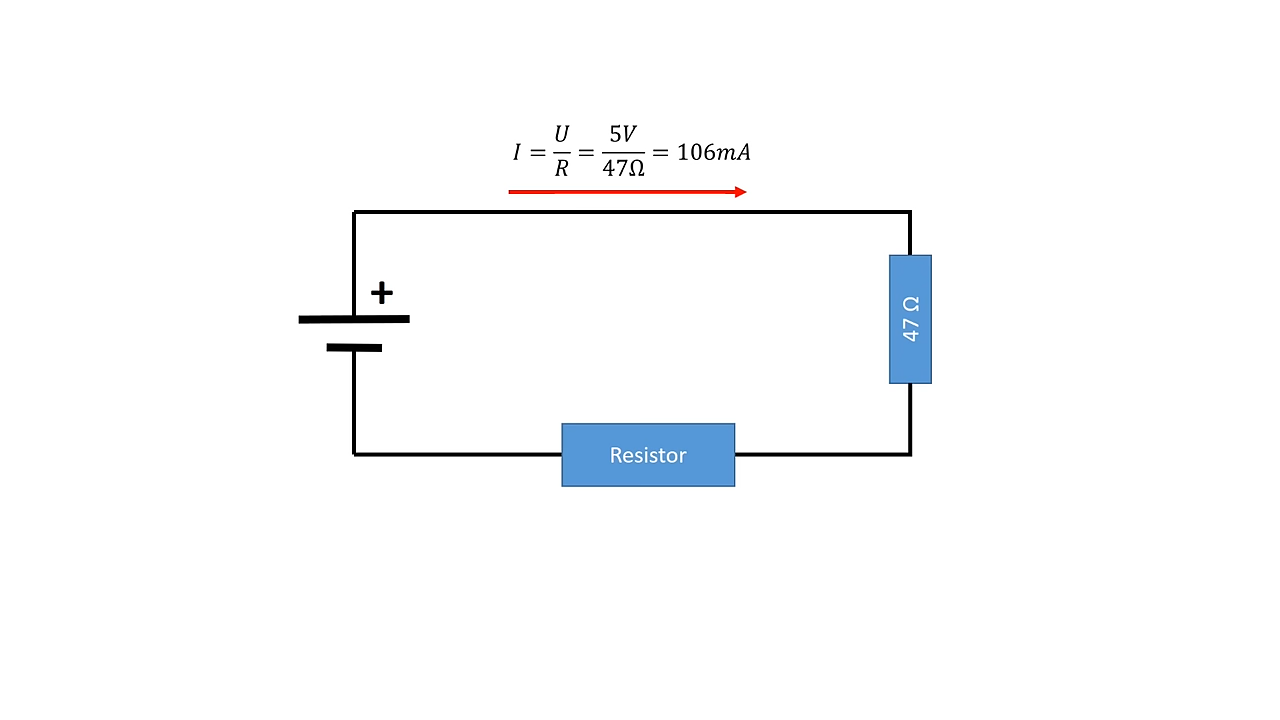 I = U/R = 5V/47Ω = 106mA
+
47 Ω
Resistor